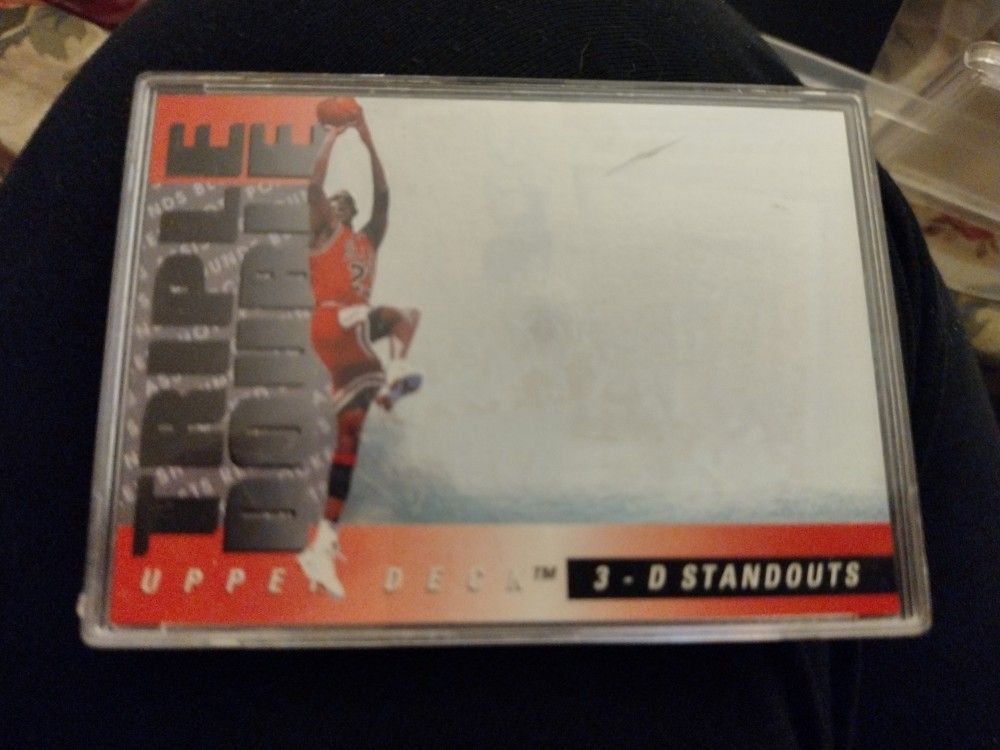 TRIPLE
DOUBLE
UPPER DECK™
3-D STANDOUTS